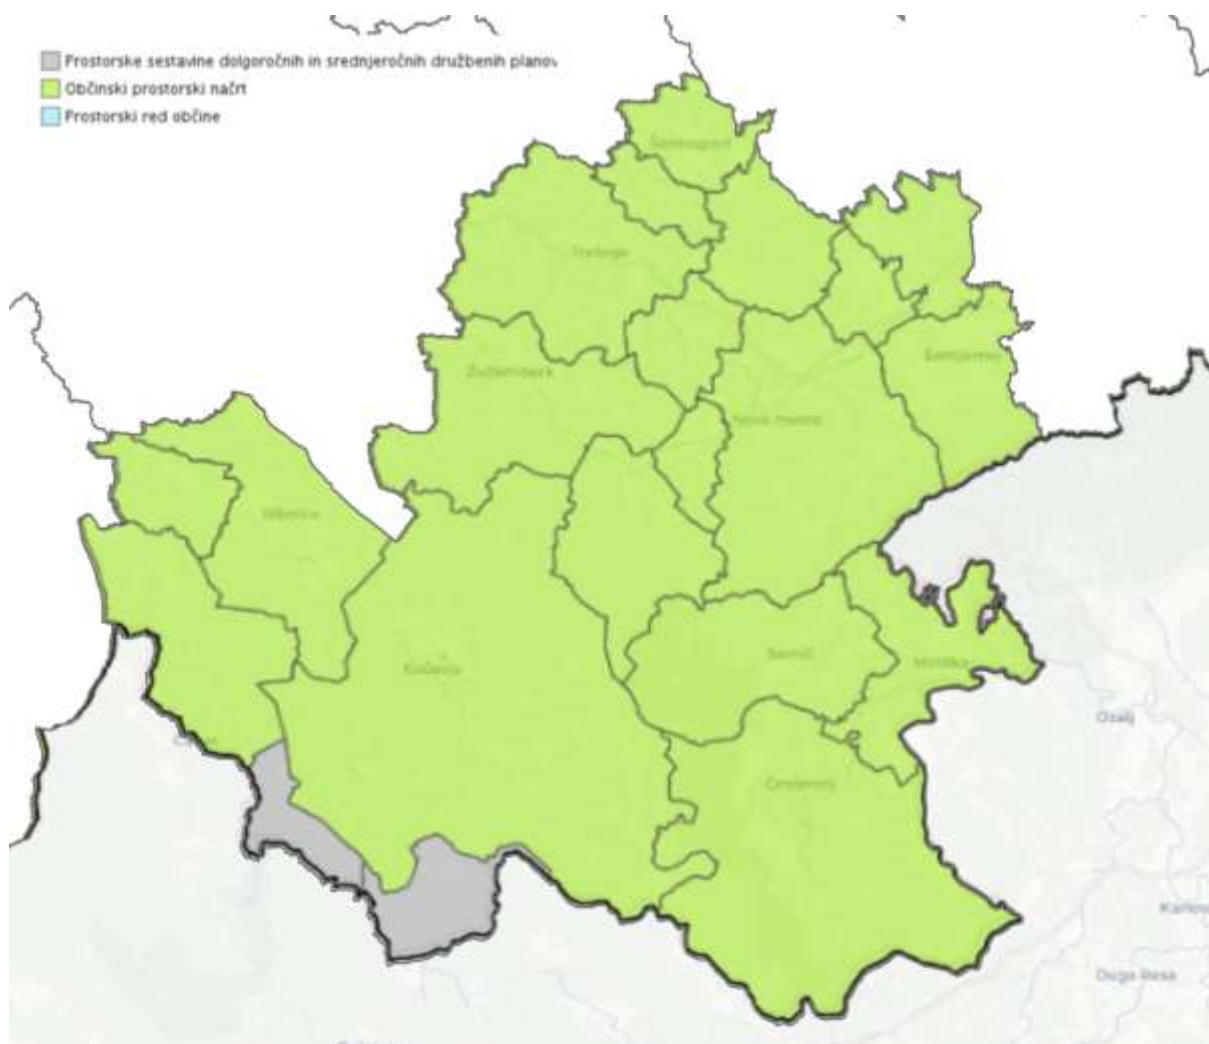 Prostorske sestavine dolgoročnih in srednjeročnih družbenih planov
Občinski prostorski načrt
Prostorski red občine
Trebnje
Žužemberk
Šentjernej
Novo mesto
Ribnica
Kočevje
Semič
Metlika
Ozalj
Črnomelj
Duga Resa